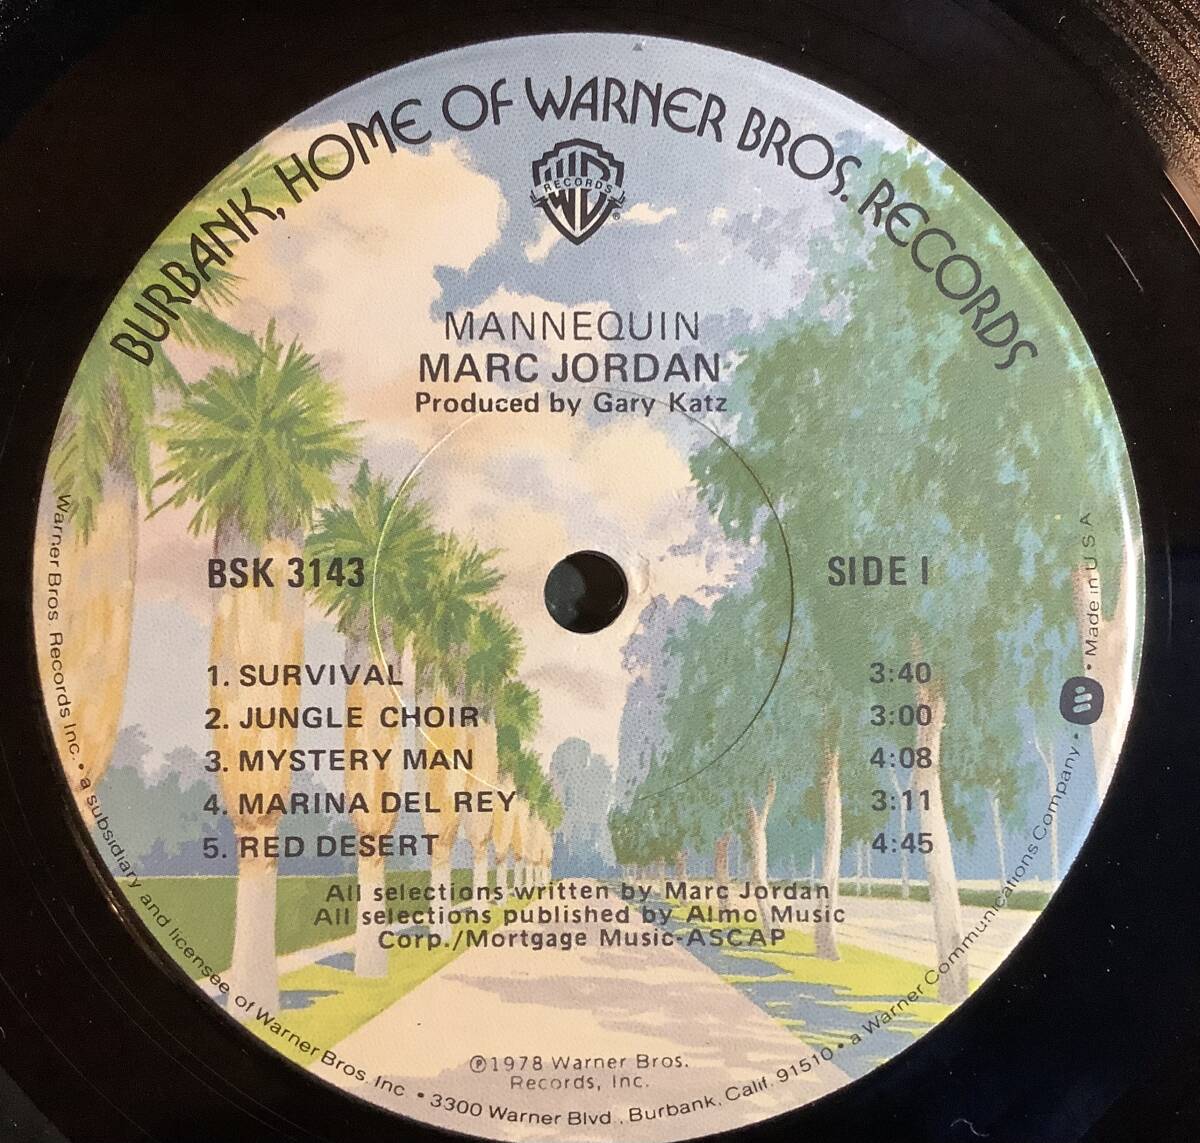 BURBANK, HOME OF WARNER BROS. RECORDS
RECORDS
MANNEQUIN
MARC JORDAN
Produced by Gary Katz
BSK 3143
SIDE I
1. SURVIVAL 3:40
2. JUNGLE CHOIR 3:00
3. MYSTERY MAN 4:08
4. MARINA DEL REY 3:11
5. RED DESERT 4:45
All selections written by Marc Jordan
All selections published by Almo Music
Corp./Mortgage Music-ASCAP
℗1978 Warner Bros.
Records, Inc.
Warner Bros. Records Inc. • a subsidiary and licensee of Warner Bros. Inc • 3300 Warner Blvd., Burbank, Calif. 91510 • a Warner Communications Company • Made in U.S.A